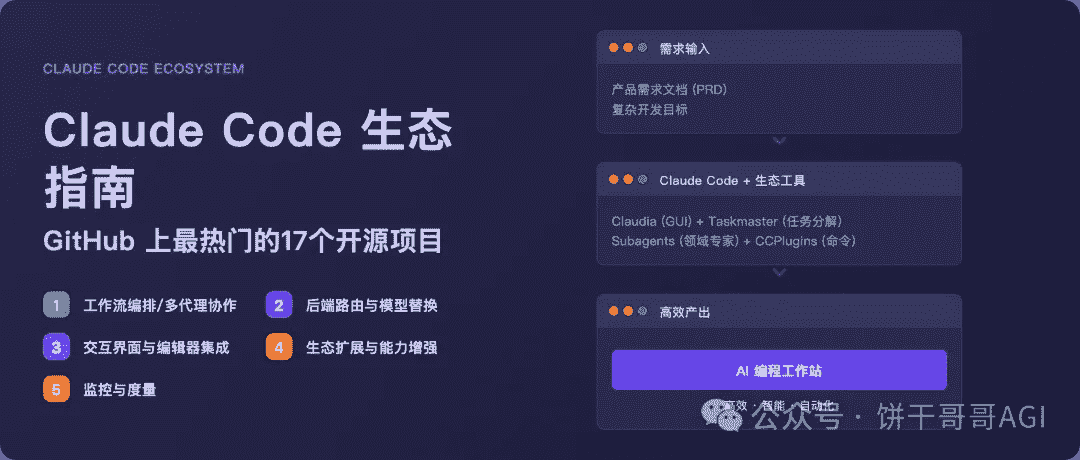 CLAUDE CODE ECOSYSTEM
Claude Code 生态
指南
GitHub 上最热门的17个开源项目
1 工作流编排/多代理协作
2 后端路由与模型替换
3 交互界面与编辑器集成
4 生态扩展与能力增强
5 监控与度量
需求输入
产品需求文档 (PRD)
复杂开发目标
Claude Code + 生态工具
Claudia (GUI) + Taskmaster (任务分解)
Subagents (领域专家) + CCPlugins (命令)
高效产出
AI 编程工作站
高效 · 智能 · 自动化
公众号 · 饼干哥哥AGI